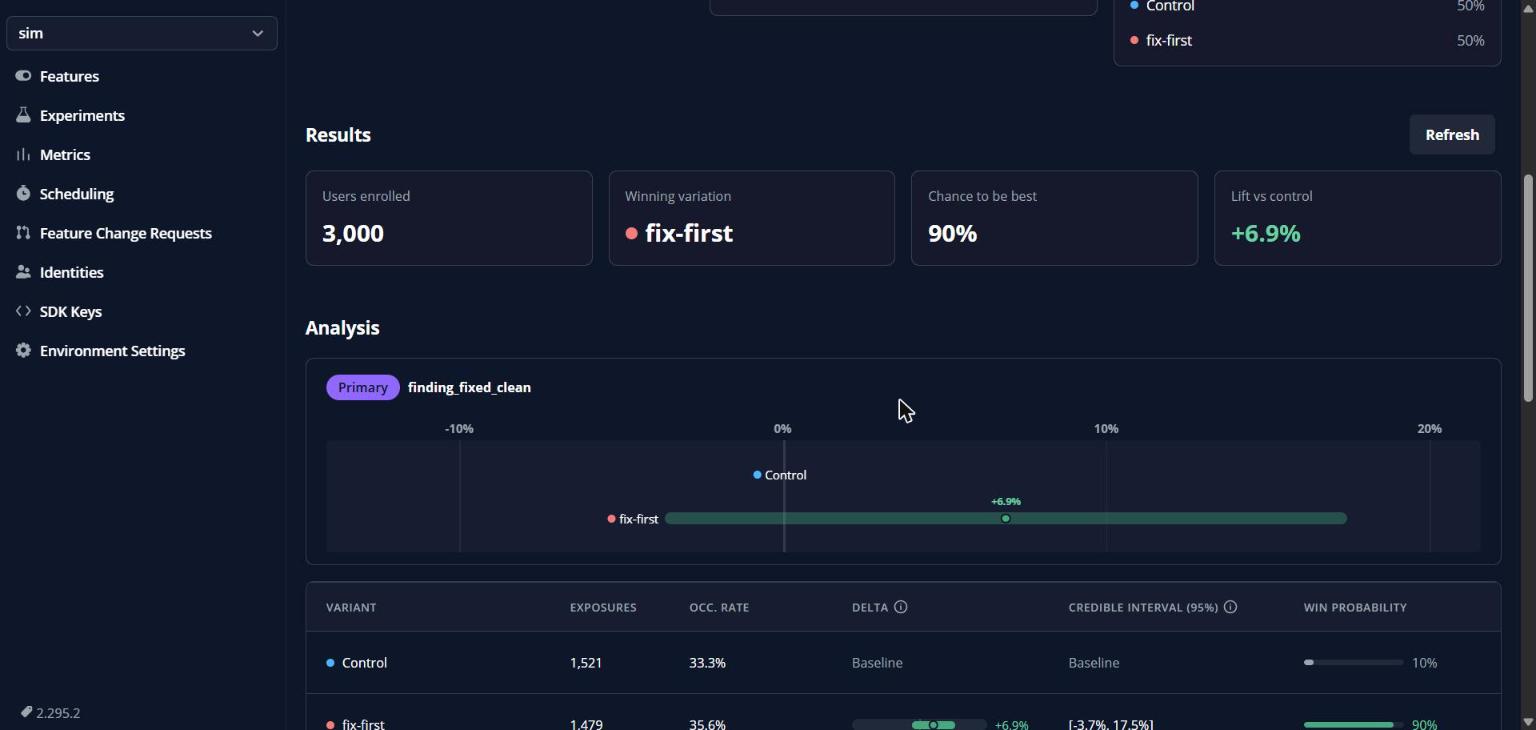 sim
Features
Experiments
Metrics
Scheduling
Feature Change Requests
Identities
SDK Keys
Environment Settings
2.295.2
Control 50%
fix-first 50%
Results Refresh
Users enrolled
3,000
Winning variation
fix-first
Chance to be best
90%
Lift vs control
+6.9%
Analysis
Primary finding_fixed_clean
-10% 0% 10% 20%
Control
+6.9%
fix-first
VARIANT EXPOSURES OCC. RATE DELTA CREDIBLE INTERVAL (95%) WIN PROBABILITY
Control 1,521 33.3% Baseline Baseline 10%
fix-first 1,479 35.6% +6.9% [-3.7%, 17.5%] 90%